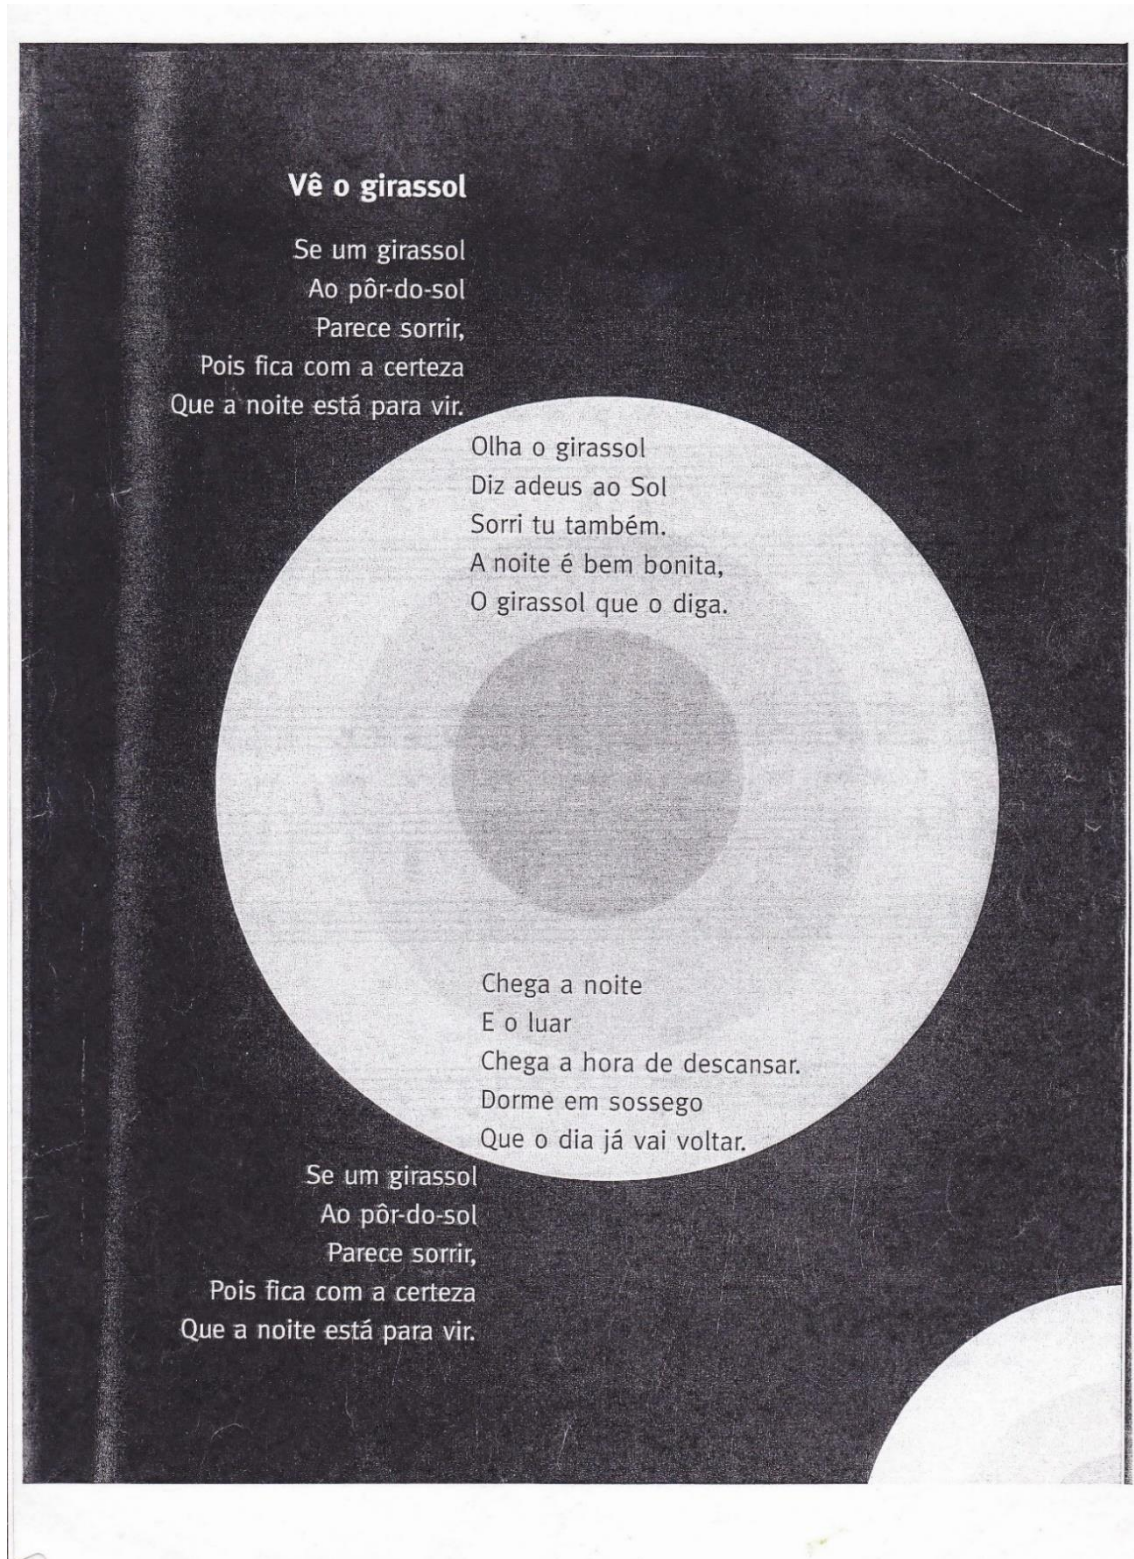 Vê o girassol
Se um girassol
Ao pôr-do-sol
Parece sorrir,
Pois fica com a certeza
Que a noite está para vir.
Olha o girassol
Diz adeus ao Sol
Sorri tu também.
A noite é bem bonita,
O girassol que o diga.
Chega a noite
E o luar
Chega a hora de descansar.
Dorme em sossego
Que o dia já vai voltar.
Se um girassol
Ao pôr-do-sol
Parece sorrir,
Pois fica com a certeza
Que a noite está para vir.